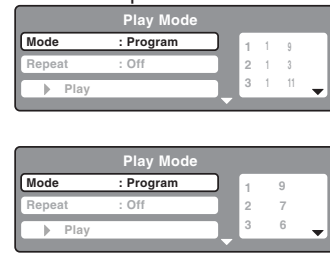 Play Mode
Mode : Program
Repeat : Off
Play
1 1 9
2 1 3
3 1 11
Play Mode
Mode : Program
Repeat : Off
Play
1 9
2 7
3 6